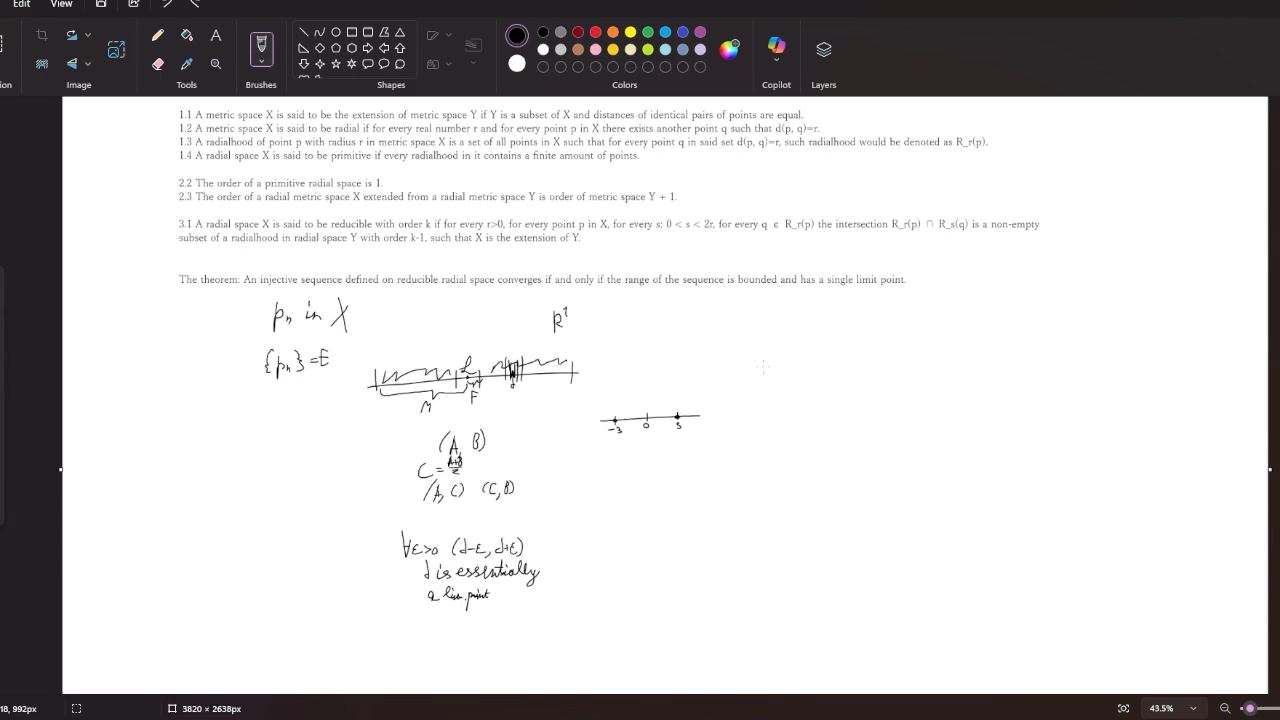 Edit View
Image Tools Brushes Shapes Colors Copilot Layers
1.1 A metric space X is said to be the extension of metric space Y if Y is a subset of X and distances of identical pairs of points are equal.
1.2 A metric space X is said to be radial if for every real number r and for every point p in X there exists another point q such that d(p, q)=r.
1.3 A radialhood of point p with radius r in metric space X is a set of all points in X such that for every point q in said set d(p, q)=r, such radialhood would be denoted as R_r(p).
1.4 A radial space X is said to be primitive if every radialhood in it contains a finite amount of points.
2.2 The order of a primitive radial space is 1.
2.3 The order of a radial metric space X extended from a radial metric space Y is order of metric space Y + 1.
3.1 A radial space X is said to be reducible with order k if for every r>0, for every point p in X, for every s: 0 < s < 2r, for every q ϵ R_r(p) the intersection R_r(p) ∩ R_s(q) is a non-empty
subset of a radialhood in radial space Y with order k-1, such that X is the extension of Y.
The theorem: An injective sequence defined on reducible radial space converges if and only if the range of the sequence is bounded and has a single limit point.
pₙ in X
R¹
{pₙ} = E
L
d
M F
-3 0 3
(A, B)
C = A+B/2
(A, C) (C, B)
∀ε>0 (d-ε, d+ε)
d is essentially
a lim. point
18, 992px 3820 × 2638px 43.5%